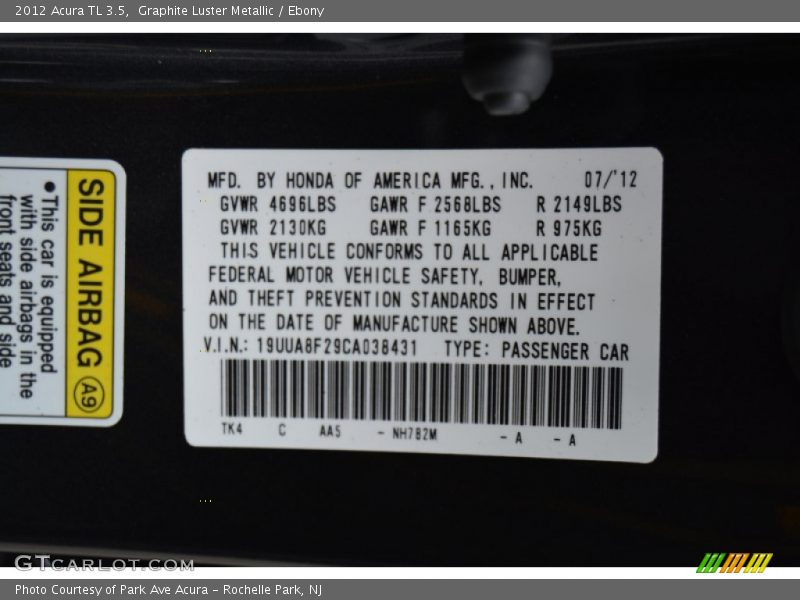 2012 Acura TL 3.5,  Graphite Luster Metallic / Ebony
SIDE AIRBAG A9
•This car is equipped
with side airbags in the
front seats and side
MFD. BY HONDA OF AMERICA MFG., INC. 07/'12
GVWR 4696LBS GAWR F 2568LBS R 2149LBS
GVWR 2130KG GAWR F 1165KG R 975KG
THIS VEHICLE CONFORMS TO ALL APPLICABLE
FEDERAL MOTOR VEHICLE SAFETY, BUMPER,
AND THEFT PREVENTION STANDARDS IN EFFECT
ON THE DATE OF MANUFACTURE SHOWN ABOVE.
V.I.N.: 19UUA8F29CA038431 TYPE: PASSENGER CAR
TK4 C AA5 - NH782M - A - A
GTCARLOT.COM
Photo Courtesy of Park Ave Acura - Rochelle Park, NJ